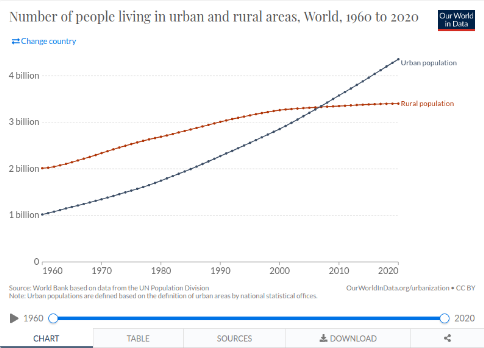 Number of people living in urban and rural areas, World, 1960 to 2020
Our World
in Data
⇄ Change country
4 billion
3 billion
2 billion
1 billion
0
1960
1970
1980
1990
2000
2010
2020
Urban population
Rural population
Source: World Bank based on data from the UN Population Division
OurWorldInData.org/urbanization • CC BY
Note: Urban populations are defined based on the definition of urban areas by national statistical offices.
1960
2020
CHART
TABLE
SOURCES
DOWNLOAD